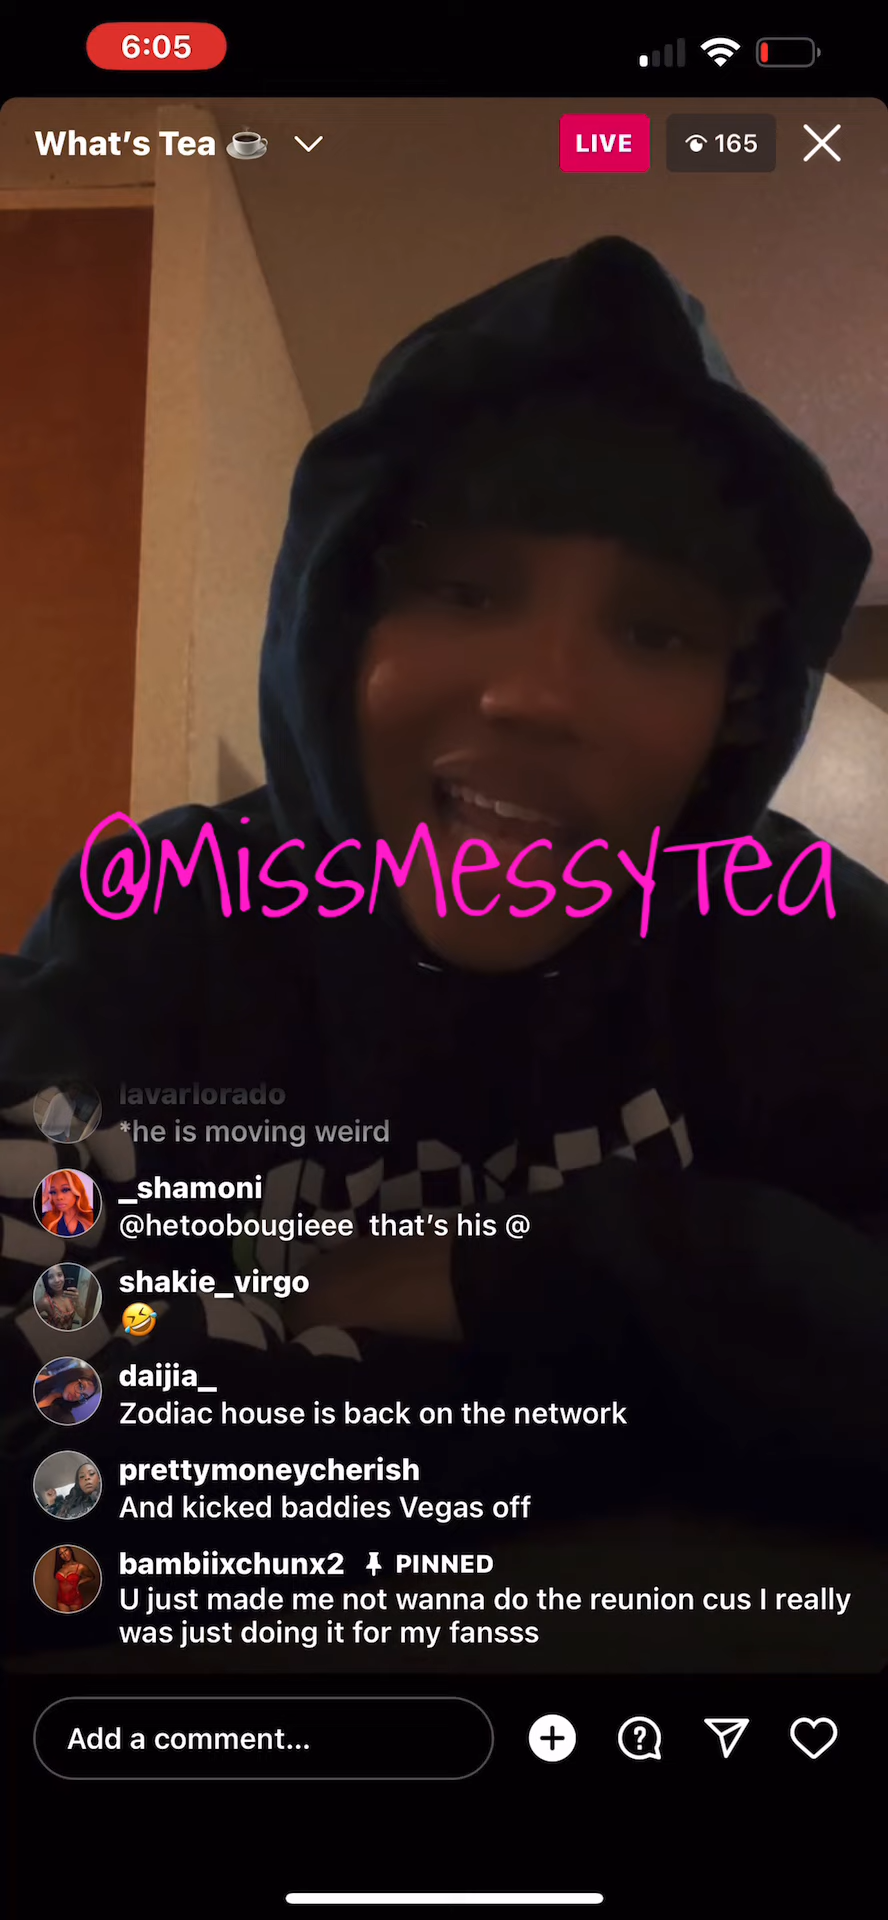 6:05
What's Tea ☕
LIVE
165
@MissMessyTea
lavarlorado
*he is moving weird
_shamoni
@hetoobougieee that's his @
shakie_virgo
🤣
daijia_
Zodiac house is back on the network
prettymoneycherish
And kicked baddies Vegas off
bambiixchunx2 PINNED
U just made me not wanna do the reunion cus I really
was just doing it for my fansss
Add a comment...